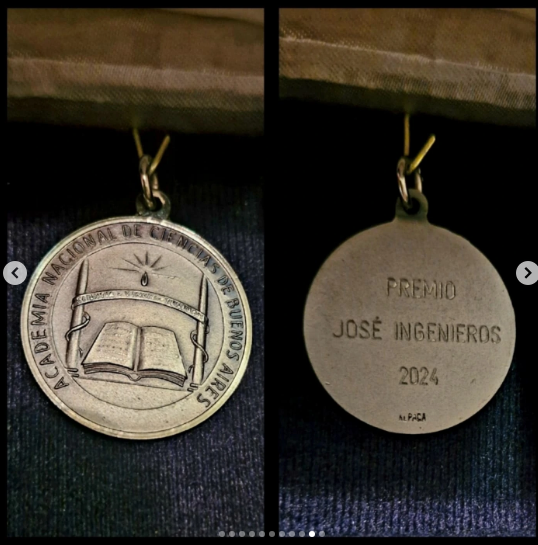 ACADEMIA NACIONAL DE CIENCIAS DE BUENOS AIRES
PREMIO
JOSÉ INGENIEROS
2024